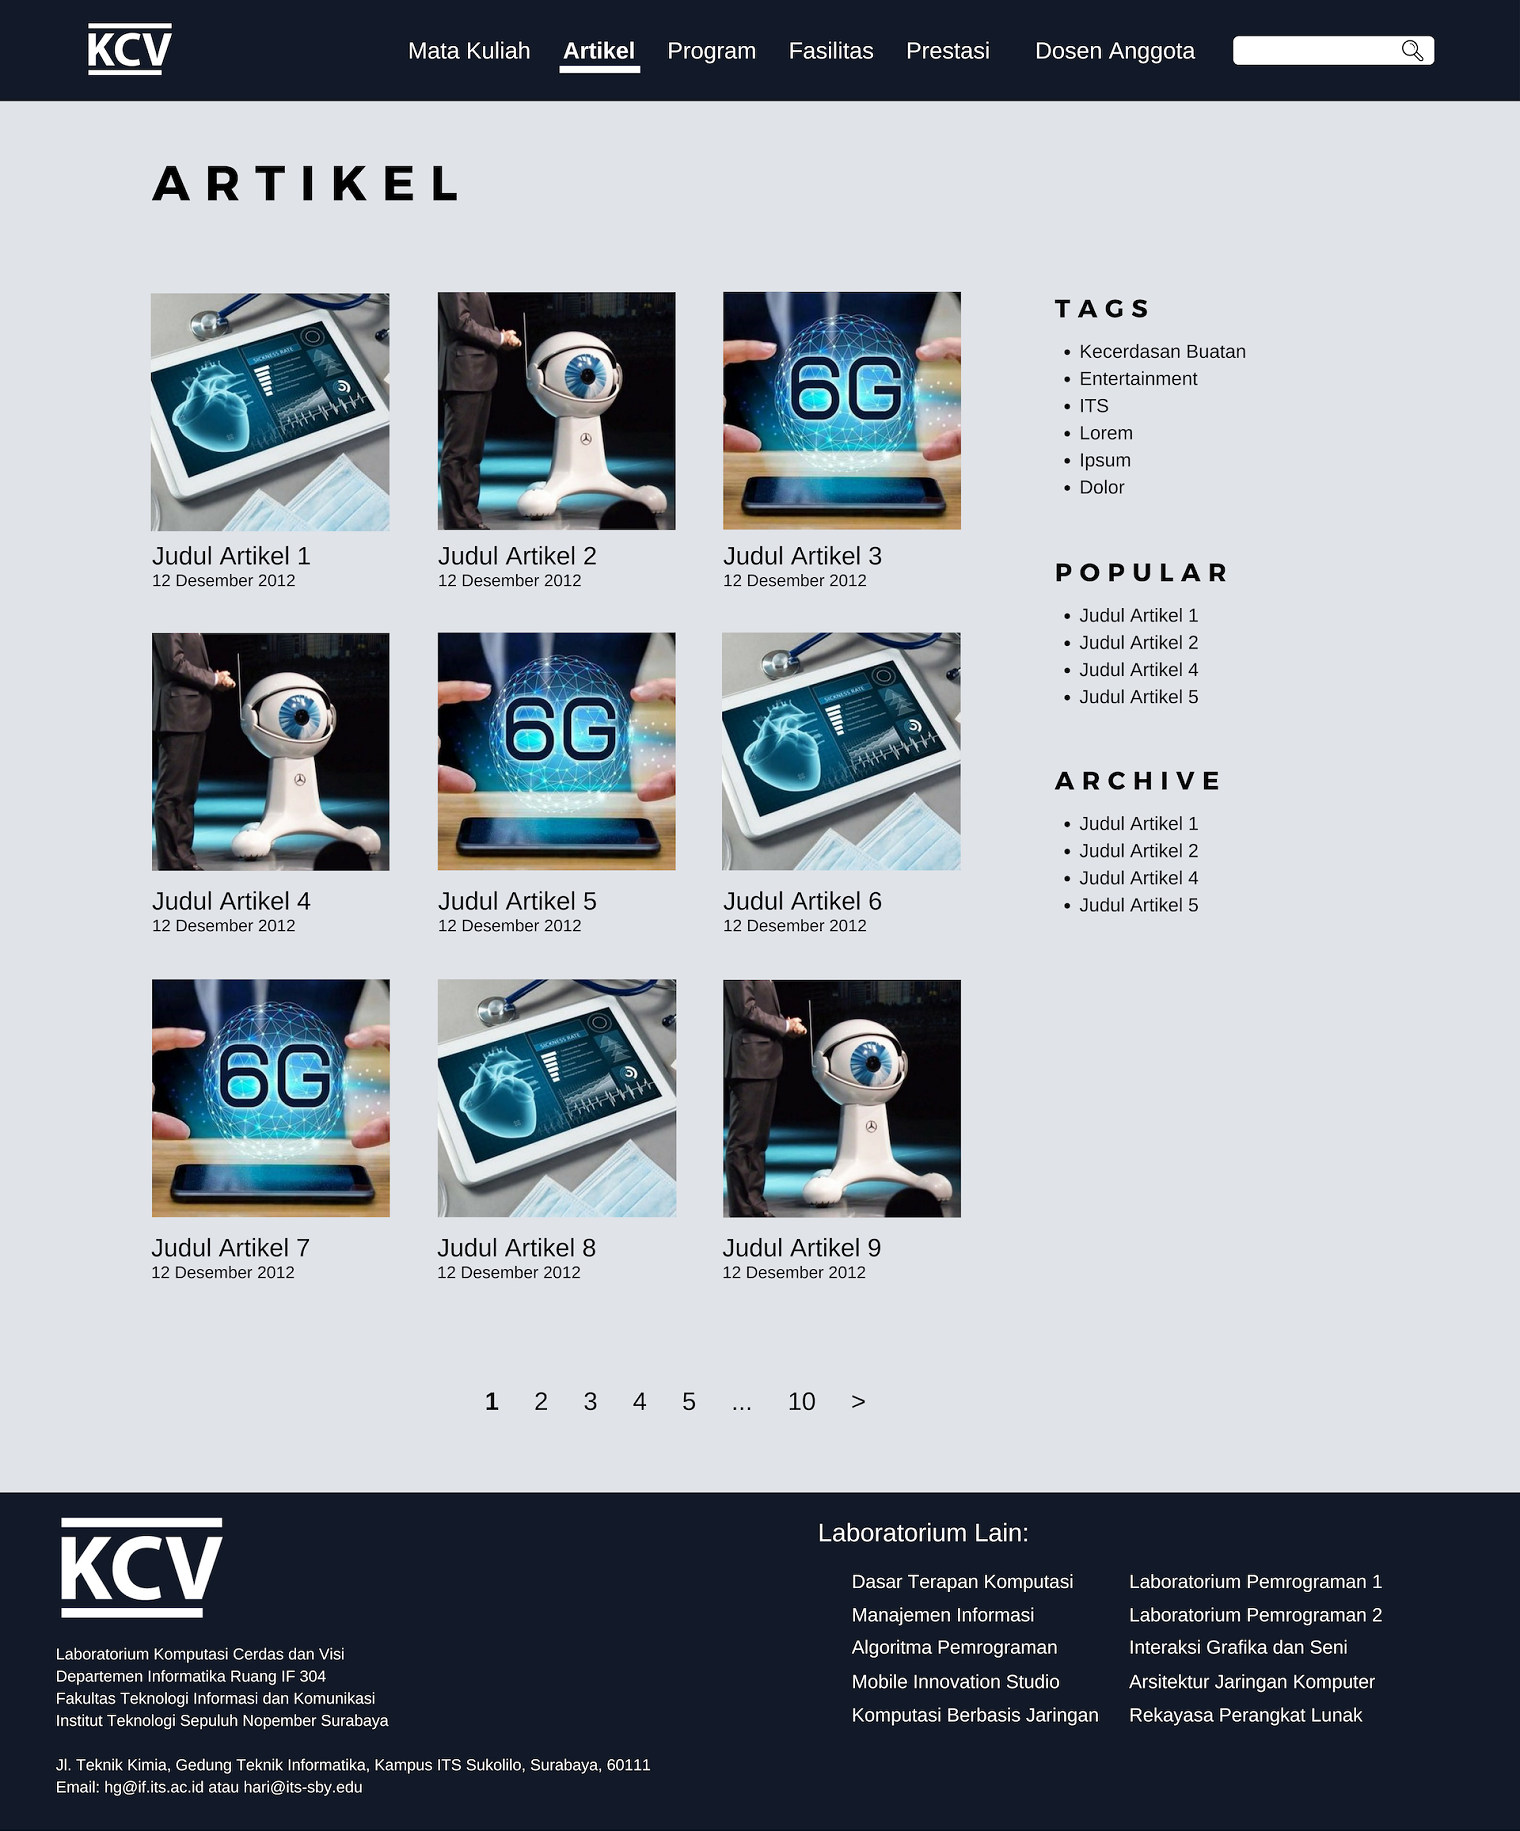 KCV
Mata Kuliah
Artikel
Program
Fasilitas
Prestasi
Dosen Anggota
ARTIKEL
SICKNESS RATE
6G
Judul Artikel 1
12 Desember 2012
Judul Artikel 2
12 Desember 2012
Judul Artikel 3
12 Desember 2012
6G
SICKNESS RATE
Judul Artikel 4
12 Desember 2012
Judul Artikel 5
12 Desember 2012
Judul Artikel 6
12 Desember 2012
6G
SICKNESS RATE
Judul Artikel 7
12 Desember 2012
Judul Artikel 8
12 Desember 2012
Judul Artikel 9
12 Desember 2012
TAGS
Kecerdasan Buatan
Entertainment
ITS
Lorem
Ipsum
Dolor
POPULAR
Judul Artikel 1
Judul Artikel 2
Judul Artikel 4
Judul Artikel 5
ARCHIVE
Judul Artikel 1
Judul Artikel 2
Judul Artikel 4
Judul Artikel 5
1 2 3 4 5 ... 10 >
KCV
Laboratorium Komputasi Cerdas dan Visi
Departemen Informatika Ruang IF 304
Fakultas Teknologi Informasi dan Komunikasi
Institut Teknologi Sepuluh Nopember Surabaya
Jl. Teknik Kimia, Gedung Teknik Informatika, Kampus ITS Sukolilo, Surabaya, 60111
Email: hg@if.its.ac.id atau hari@its-sby.edu
Laboratorium Lain:
Dasar Terapan Komputasi
Manajemen Informasi
Algoritma Pemrograman
Mobile Innovation Studio
Komputasi Berbasis Jaringan
Laboratorium Pemrograman 1
Laboratorium Pemrograman 2
Interaksi Grafika dan Seni
Arsitektur Jaringan Komputer
Rekayasa Perangkat Lunak